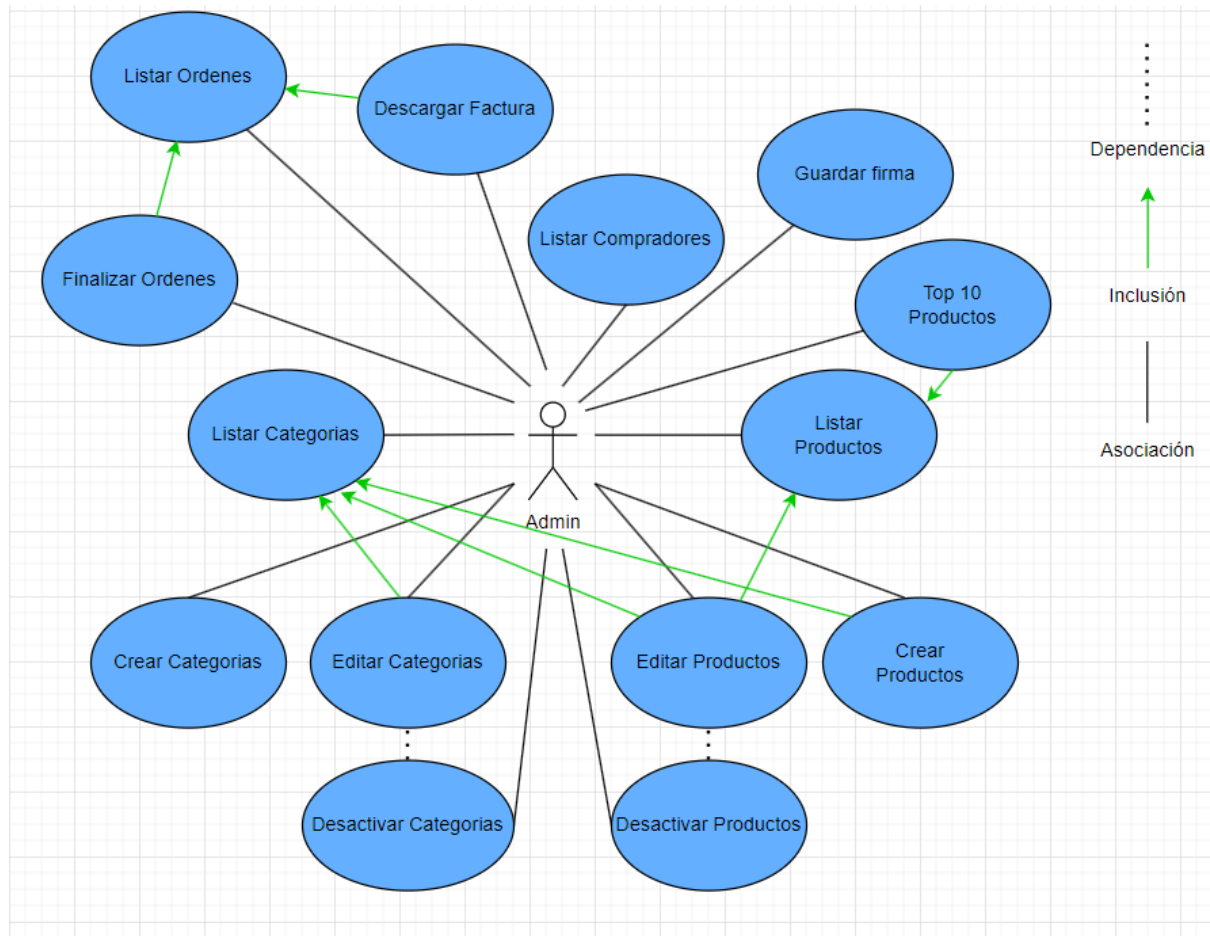 Listar Ordenes
Descargar Factura
Guardar firma
Dependencia
Listar Compradores
Finalizar Ordenes
Top 10
Productos
Inclusión
Listar Categorias
Listar
Productos
Asociación
Admin
Crear Categorias
Editar Categorias
Editar Productos
Crear
Productos
Desactivar Categorias
Desactivar Productos